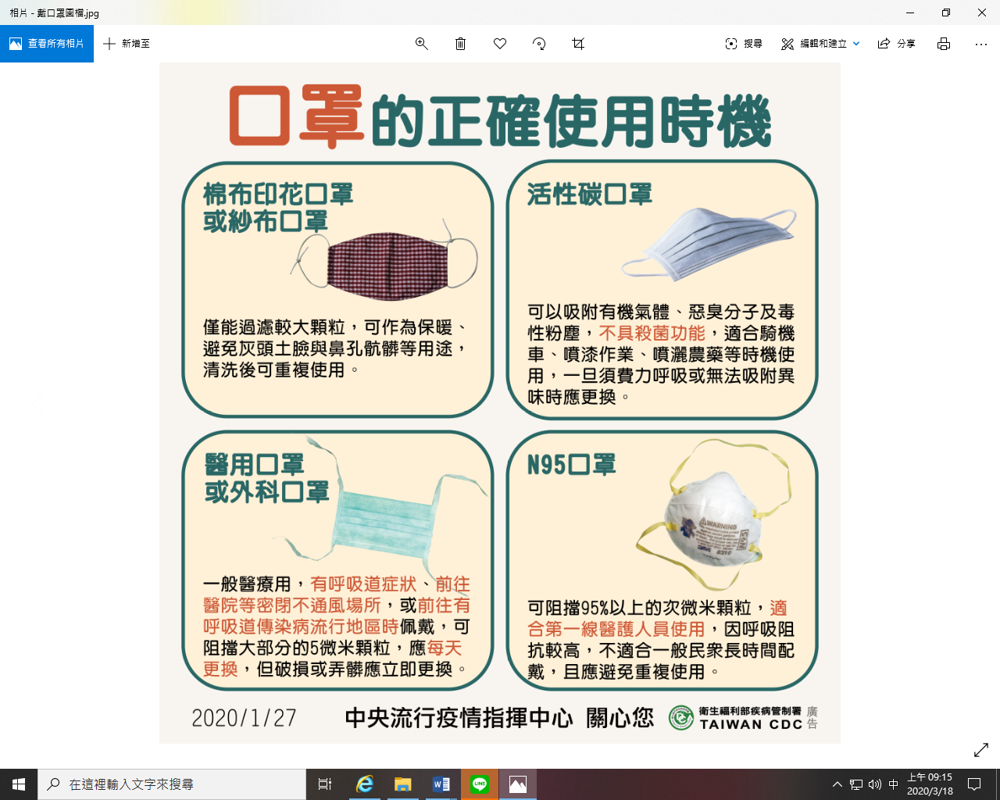 相片 - 戴口罩圖檔.jpg
查看所有相片
新增至
搜尋
編輯和建立
分享
口罩的正確使用時機
棉布印花口罩
或紗布口罩
僅能過濾較大顆粒，可作為保暖、
避免灰頭土臉與鼻孔骯髒等用途，
清洗後可重複使用。
活性碳口罩
可以吸附有機氣體、惡臭分子及毒
性粉塵，不具殺菌功能，適合騎機
車、噴漆作業、噴灑農藥等時機使
用，一旦須費力呼吸或無法吸附異
味時應更換。
醫用口罩
或外科口罩
一般醫療用，有呼吸道症狀、前往
醫院等密閉不通風場所，或前往有
呼吸道傳染病流行地區時佩戴，可
阻擋大部分的5微米顆粒，應每天
更換，但破損或弄髒應立即更換。
N95口罩
WARNING
N95
3M
8210
可阻擋95%以上的次微米顆粒，適
合第一線醫護人員使用，因呼吸阻
抗較高，不適合一般民眾長時間配
戴，且應避免重複使用。
2020/1/27
中央流行疫情指揮中心 關心您
衛生福利部疾病管制署
TAIWAN CDC
廣告
在這裡輸入文字來搜尋
LINE
中
上午 09:15
2020/3/18